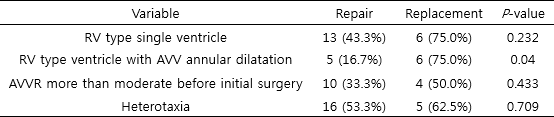 Variable Repair Replacement P-value
RV type single ventricle 13 (43.3%) 6 (75.0%) 0.232
RV type ventricle with AVV annular dilatation 5 (16.7%) 6 (75.0%) 0.04
AVVR more than moderate before initial surgery 10 (33.3%) 4 (50.0%) 0.433
Heterotaxia 16 (53.3%) 5 (62.5%) 0.709